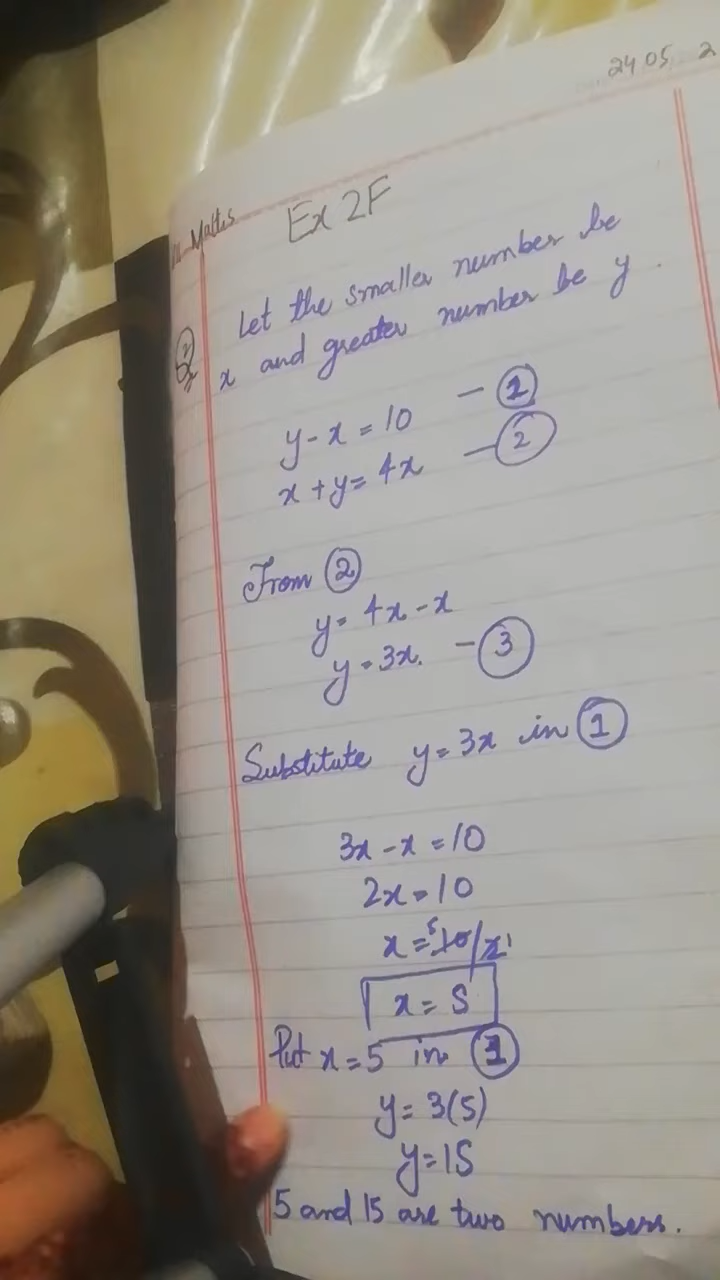 24 05 2
Maths
Ex 2F
Let the smaller number be
x and greater number be y.
y - x = 10 - ①
x + y = 4x - ②
From ②
y = 4x - x
y = 3x. - ③
Substitute y = 3x in ①
3x - x = 10
2x = 10
x = 10/2
x = 5
Put x = 5 in ①
y = 3(5)
y = 15
5 and 15 are two numbers.